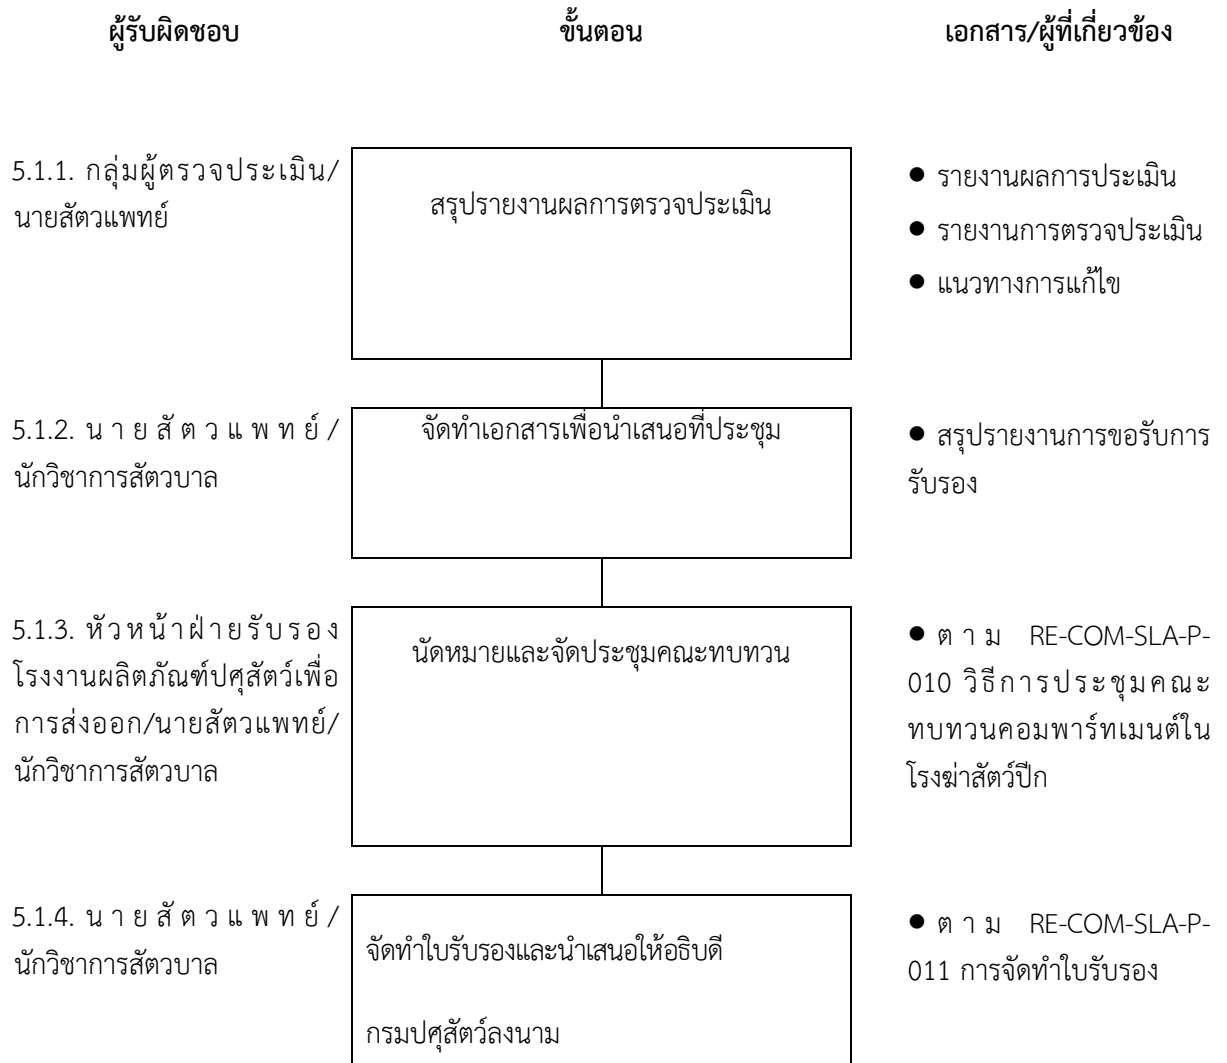 ผู้รับผิดชอบ ขั้นตอน เอกสาร/ผู้ที่เกี่ยวข้อง
5.1.1. กลุ่มผู้ตรวจประเมิน/
นายสัตวแพทย์
สรุปรายงานผลการตรวจประเมิน
● รายงานผลการประเมิน
● รายงานการตรวจประเมิน
● แนวทางการแก้ไข
5.1.2. นายสัตวแพทย์/
นักวิชาการสัตวบาล
จัดทำเอกสารเพื่อนำเสนอที่ประชุม
● สรุปรายงานการขอรับการ
รับรอง
5.1.3. หัวหน้าฝ่ายรับรอง
โรงงานผลิตภัณฑ์ปศุสัตว์เพื่อ
การส่งออก/นายสัตวแพทย์/
นักวิชาการสัตวบาล
นัดหมายและจัดประชุมคณะทบทวน
● ตาม RE-COM-SLA-P-
010 วิธีการประชุมคณะ
ทบทวนคอมพาร์ทเมนต์ใน
โรงฆ่าสัตว์ปีก
5.1.4. นายสัตวแพทย์/
นักวิชาการสัตวบาล
จัดทำใบรับรองและนำเสนอให้อธิบดี
กรมปศุสัตว์ลงนาม
● ตาม RE-COM-SLA-P-
011 การจัดทำใบรับรอง